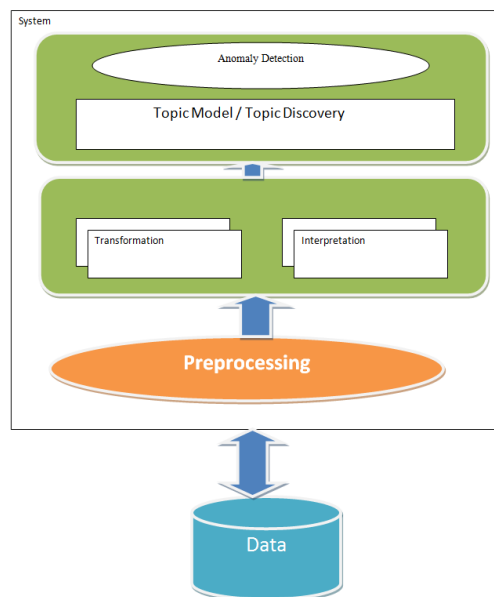 System
Anomaly Detection
Topic Model / Topic Discovery
Transformation
Interpretation
Preprocessing
Data